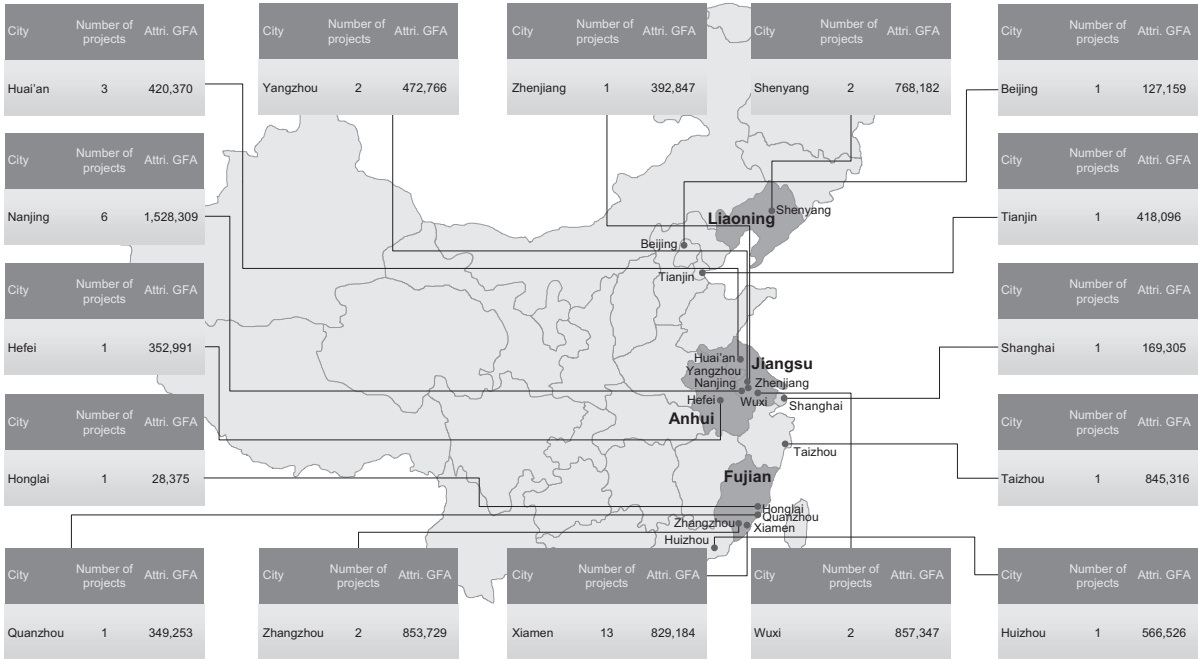 City Number of projects Attri. GFA
Huai'an 3 420,370
City Number of projects Attri. GFA
Yangzhou 2 472,766
City Number of projects Attri. GFA
Zhenjiang 1 392,847
City Number of projects Attri. GFA
Shenyang 2 768,182
City Number of projects Attri. GFA
Beijing 1 127,159
City Number of projects Attri. GFA
Nanjing 6 1,528,309
City Number of projects Attri. GFA
Tianjin 1 418,096
City Number of projects Attri. GFA
Hefei 1 352,991
City Number of projects Attri. GFA
Shanghai 1 169,305
City Number of projects Attri. GFA
Honglai 1 28,375
City Number of projects Attri. GFA
Taizhou 1 845,316
Liaoning
Shenyang
Beijing
Tianjin
Huai'an
Jiangsu
Yangzhou
Nanjing
Zhenjiang
Hefei
Wuxi
Shanghai
Anhui
Taizhou
Fujian
Honglai
Quanzhou
Zhangzhou
Xiamen
Huizhou
City Number of projects Attri. GFA
Quanzhou 1 349,253
City Number of projects Attri. GFA
Zhangzhou 2 853,729
City Number of projects Attri. GFA
Xiamen 13 829,184
City Number of projects Attri. GFA
Wuxi 2 857,347
City Number of projects Attri. GFA
Huizhou 1 566,526